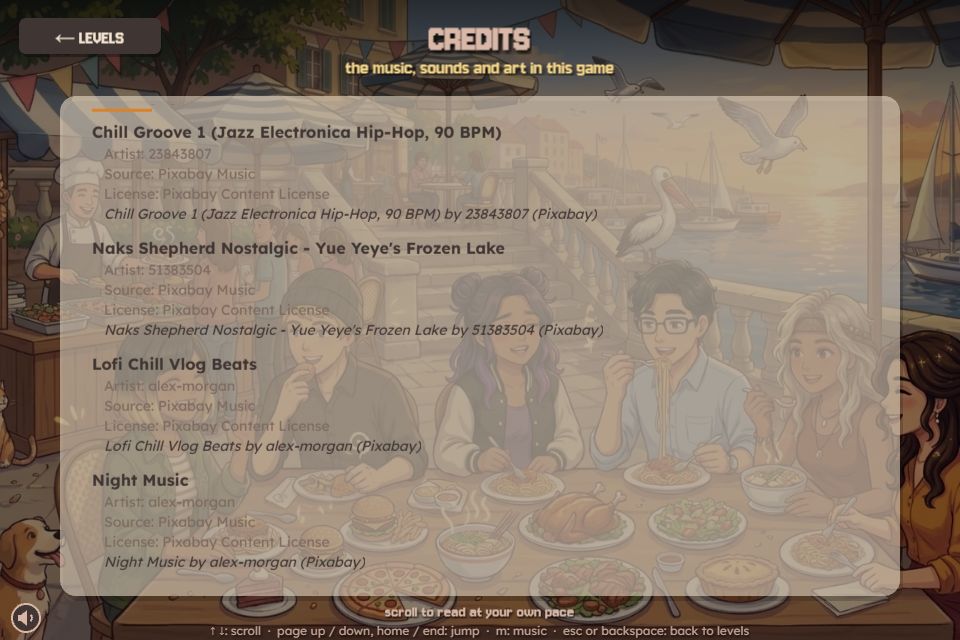 ← LEVELS
CREDITS
the music, sounds and art in this game
Chill Groove 1 (Jazz Electronica Hip-Hop, 90 BPM)
Artist: 23843807
Source: Pixabay Music
License: Pixabay Content License
Chill Groove 1 (Jazz Electronica Hip-Hop, 90 BPM) by 23843807 (Pixabay)
Naks Shepherd Nostalgic - Yue Yeye's Frozen Lake
Artist: 51383504
Source: Pixabay Music
License: Pixabay Content License
Naks Shepherd Nostalgic - Yue Yeye's Frozen Lake by 51383504 (Pixabay)
Lofi Chill Vlog Beats
Artist: alex-morgan
Source: Pixabay Music
License: Pixabay Content License
Lofi Chill Vlog Beats by alex-morgan (Pixabay)
Night Music
Artist: alex-morgan
Source: Pixabay Music
License: Pixabay Content License
Night Music by alex-morgan (Pixabay)
scroll to read at your own pace
↑ ↓: scroll · page up / down, home / end: jump · m: music · esc or backspace: back to levels